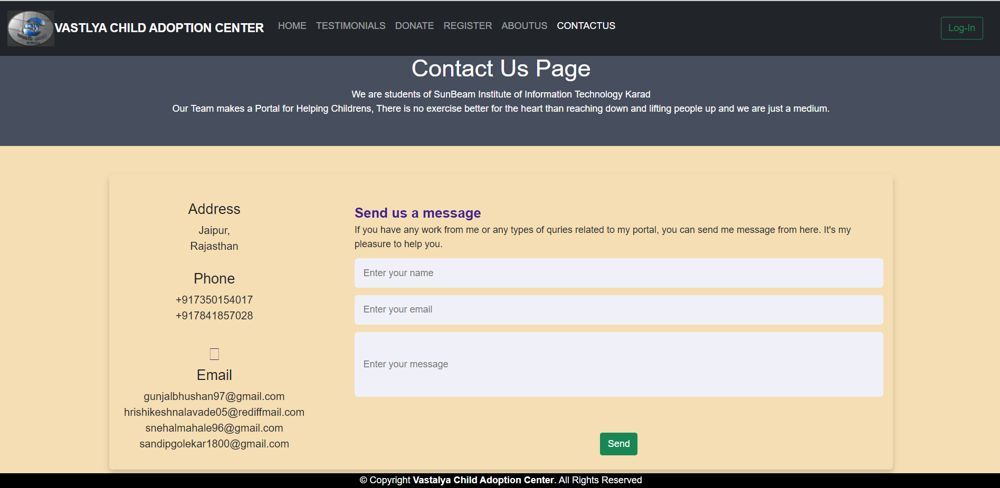 VASTLYA CHILD ADOPTION CENTER
HOME TESTIMONIALS DONATE REGISTER ABOUTUS CONTACTUS
Log-In
Contact Us Page
We are students of SunBeam Institute of Information Technology Karad
Our Team makes a Portal for Helping Childrens, There is no exercise better for the heart than reaching down and lifting people up and we are just a medium.
Address
Jaipur,
Rajasthan
Phone
+917350154017
+917841857028
Email
gunjalbhushan97@gmail.com
hrishikeshnalavade05@rediffmail.com
snehalmahale96@gmail.com
sandipgolekar1800@gmail.com
Send us a message
If you have any work from me or any types of quries related to my portal, you can send me message from here. It's my
pleasure to help you.
Enter your name
Enter your email
Enter your message
Send
© Copyright Vastalya Child Adoption Center. All Rights Reserved